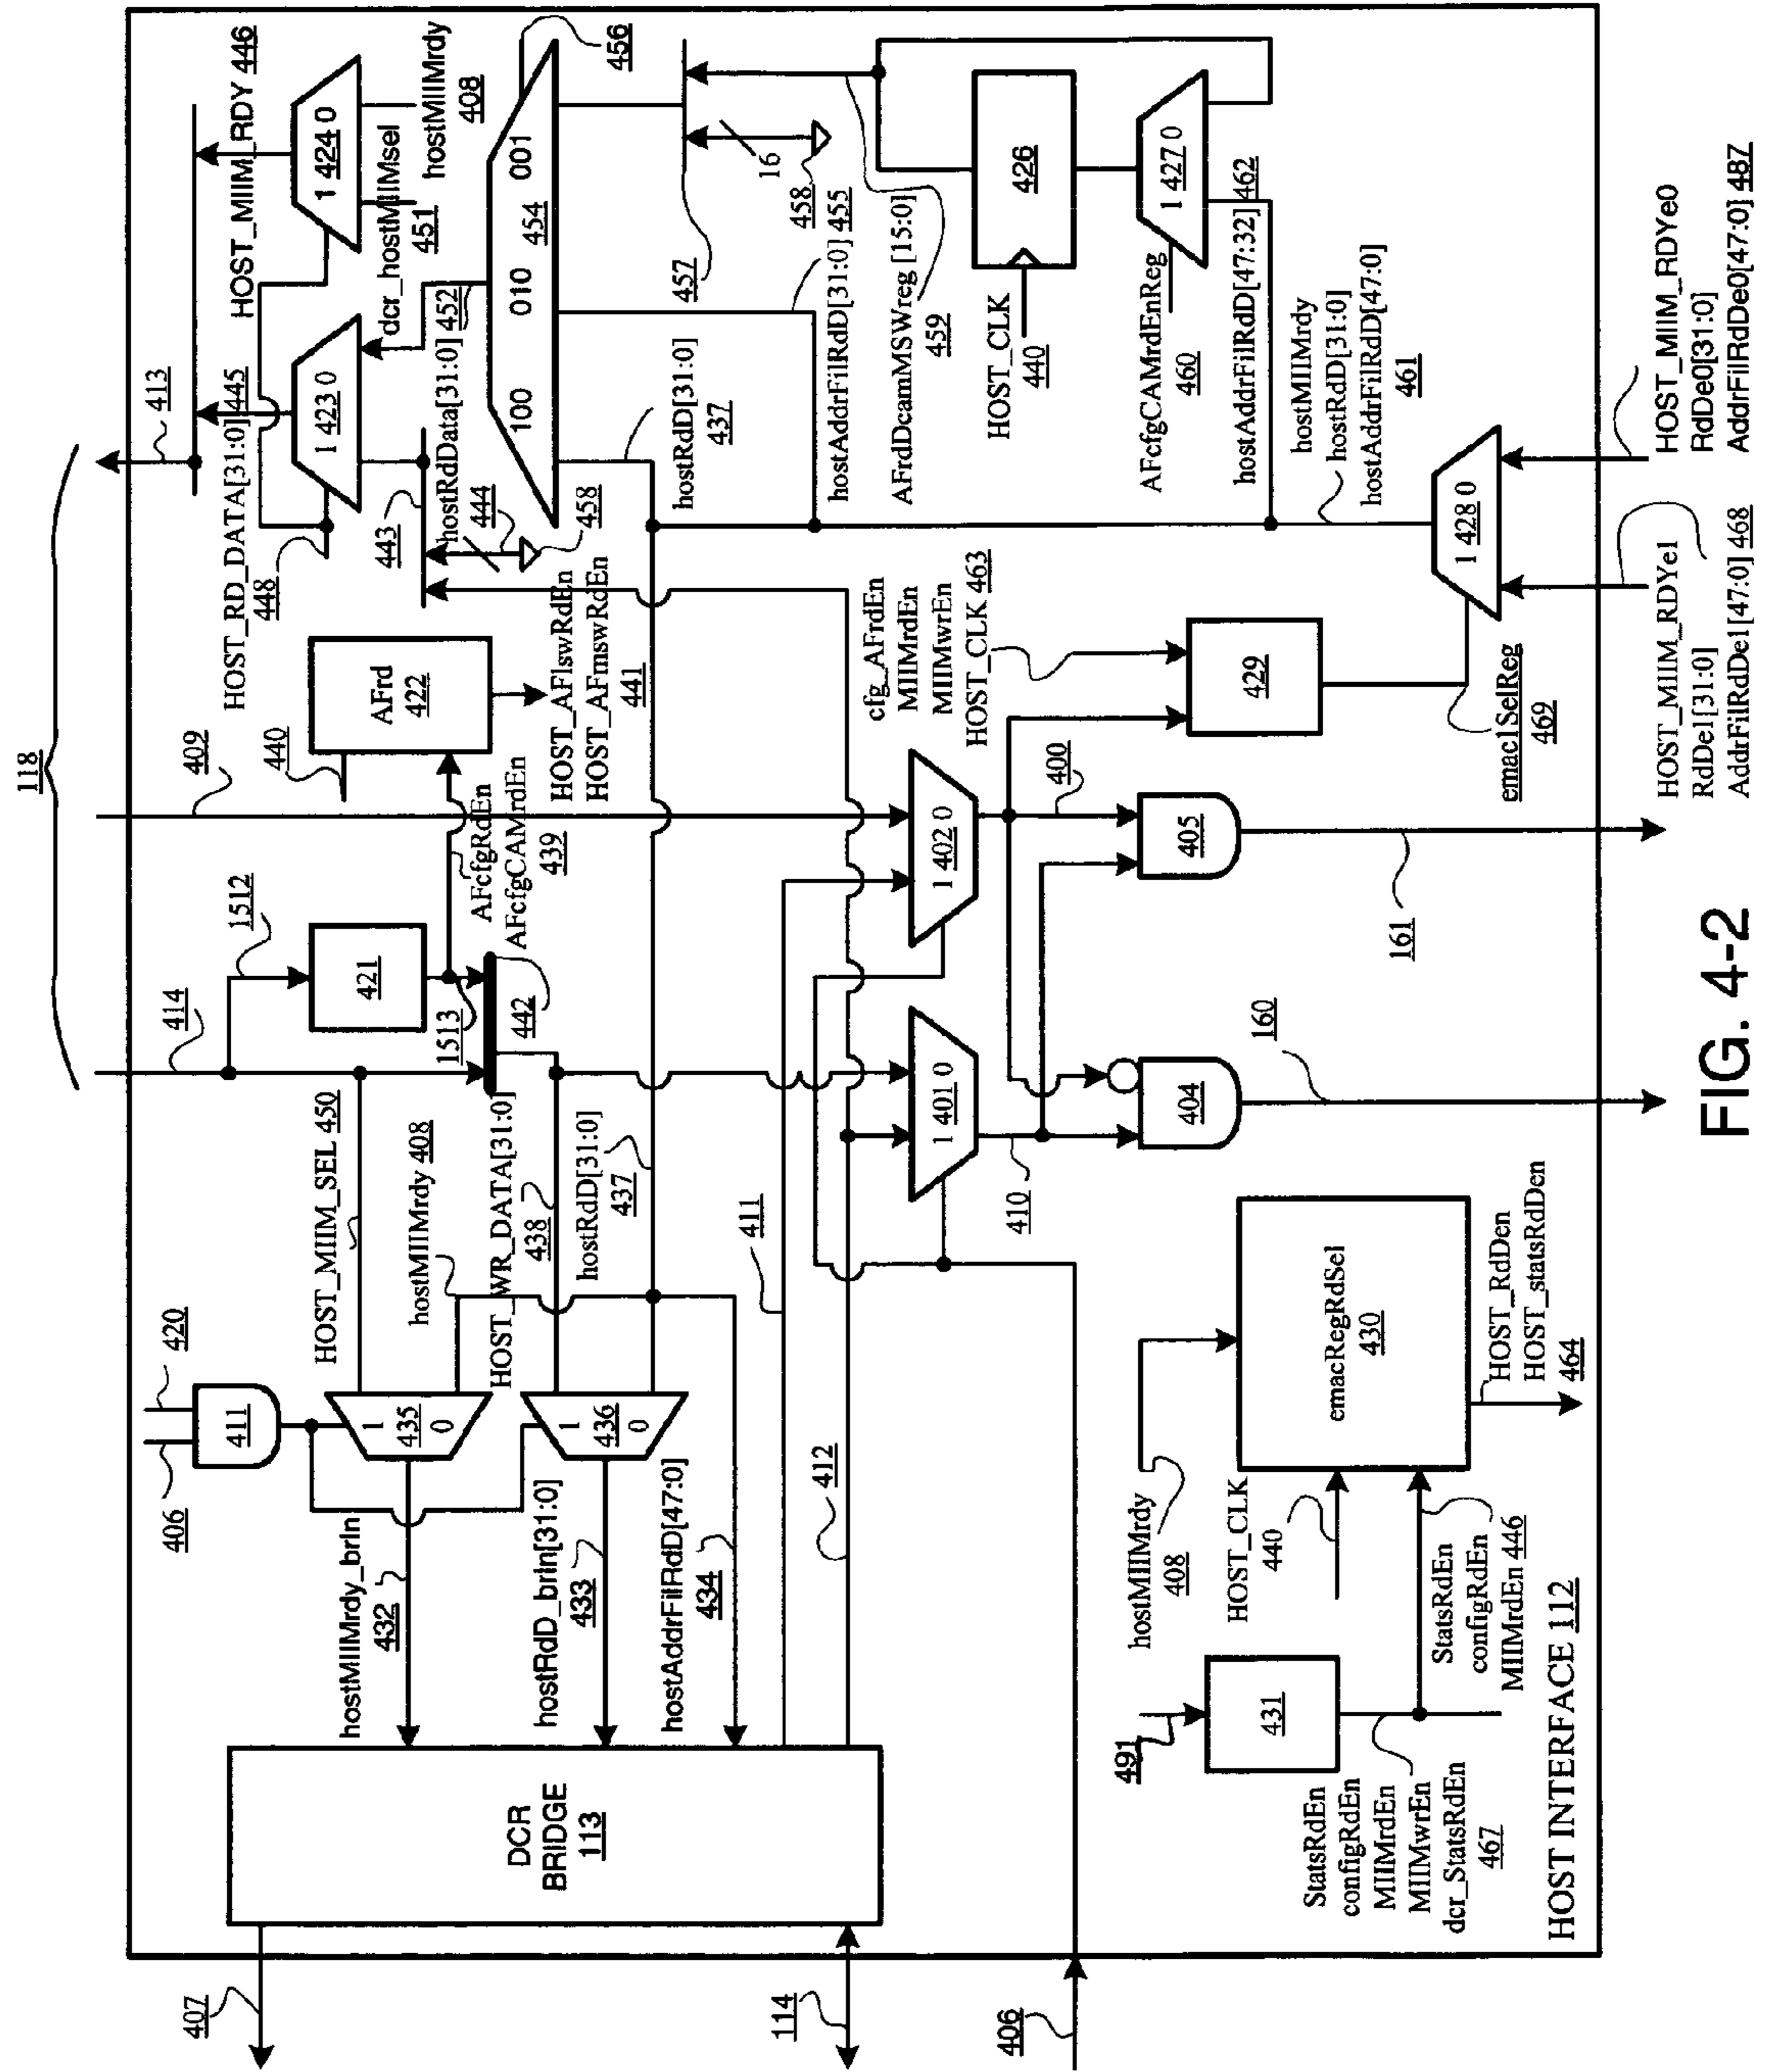 118
413
HOST_MIIM_RDY 446
1 424 0
dcr_hostMIIMsel
451
hostMIIMrdy
408
HOST_RD_DATA[31:0] 445
1 423 0
448
443
hostRdData[31:0] 452
444
458
456
100 010 454 001
457
16
458
hostRdD[31:0]
437
hostAddrFilRdD[31:0] 455
AFrdDcamMSWreg [15:0]
459
426
HOST_CLK
440
1 427 0
AFcfgCAMrdEnReg
460
hostAddrFilRdD[47:32] 462
hostMIIMrdy
hostRdD[31:0]
hostAddrFilRdD[47:0]
461
1 428 0
HOST_MIIM_RDYe0
RdDe0[31:0]
AddrFilRdDe0[47:0] 487
HOST_MIIM_RDYe1
RdDe1[31:0]
AddrFilRdDe1[47:0] 468
409
440
AFrd
422
HOST_AFlswRdEn
HOST_AFmswRdEn
441
AFcfgRdEn
AFcfgCAMrdEn
439
414
1512
421
1513
442
cfg_AFrdEn
MIIMrdEn
MIIMwrEn
HOST_CLK 463
1 402 0
429
emac1SelReg
469
400
405
161
1 401 0
410
404
160
HOST_MIIM_SEL 450
hostMIIMrdy 408
HOST_WR_DATA[31:0]
438
hostRdD[31:0]
437
420
406
411
1 435 0
1 436 0
411
412
hostMIIMrdy_brIn
432
hostRdD_brIn[31:0]
433
hostAddrFilRdD[47:0]
434
DCR
BRIDGE
113
407
114
406
hostMIIMrdy
408
HOST_CLK
440
emacRegRdSel
430
HOST_RdDen
HOST_statsRdDen
464
StatsRdEn
configRdEn
MIIMrdEn 446
491
431
StatsRdEn
configRdEn
MIIMrdEn
MIIMwrEn
dcr_StatsRdEn
467
HOST INTERFACE 112
FIG. 4-2